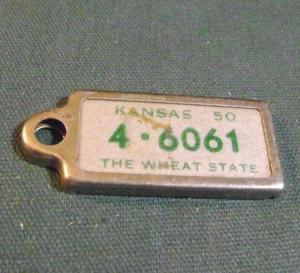 KANSAS 50
4·6061
THE WHEAT STATE